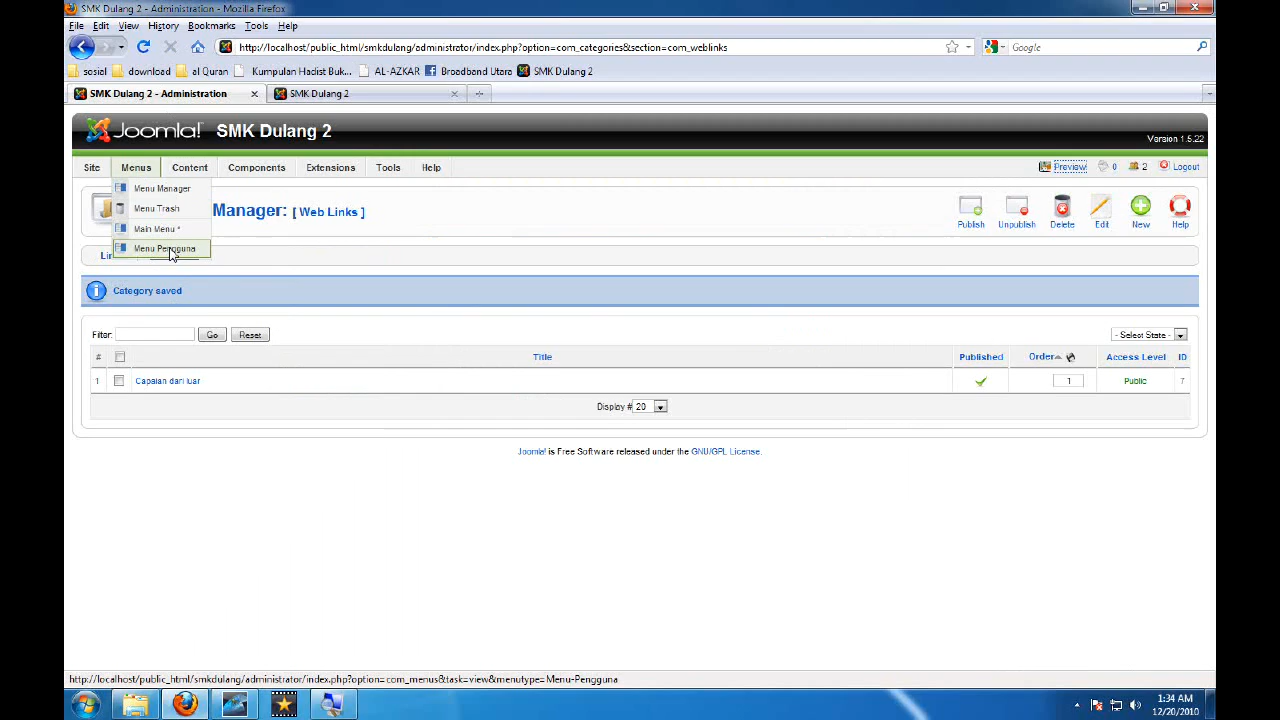 SMK Dulang 2 - Administration - Mozilla Firefox
File Edit View History Bookmarks Tools Help
http://localhost/public_html/smkdulang/administrator/index.php?option=com_categories&section=com_weblinks
Google
sosial download al Quran Kumpulan Hadist Buk... AL-AZKAR Broadband Utara SMK Dulang 2
SMK Dulang 2 - Administration
SMK Dulang 2
Joomla! SMK Dulang 2
Version 1.5.22
Site Menus Content Components Extensions Tools Help
Preview 0 2 Logout
Menu Manager
Menu Trash
Main Menu *
Menu Pengguna
Manager: [ Web Links ]
Publish Unpublish Delete Edit New Help
Category saved
Filter: Go Reset
- Select State -
# Title Published Order Access Level ID
1 Capaian dari luar 1 Public 7
Display # 20
Joomla! is Free Software released under the GNU/GPL License.
http://localhost/public_html/smkdulang/administrator/index.php?option=com_menus&task=view&menutype=Menu-Pengguna
1:34 AM
12/20/2010